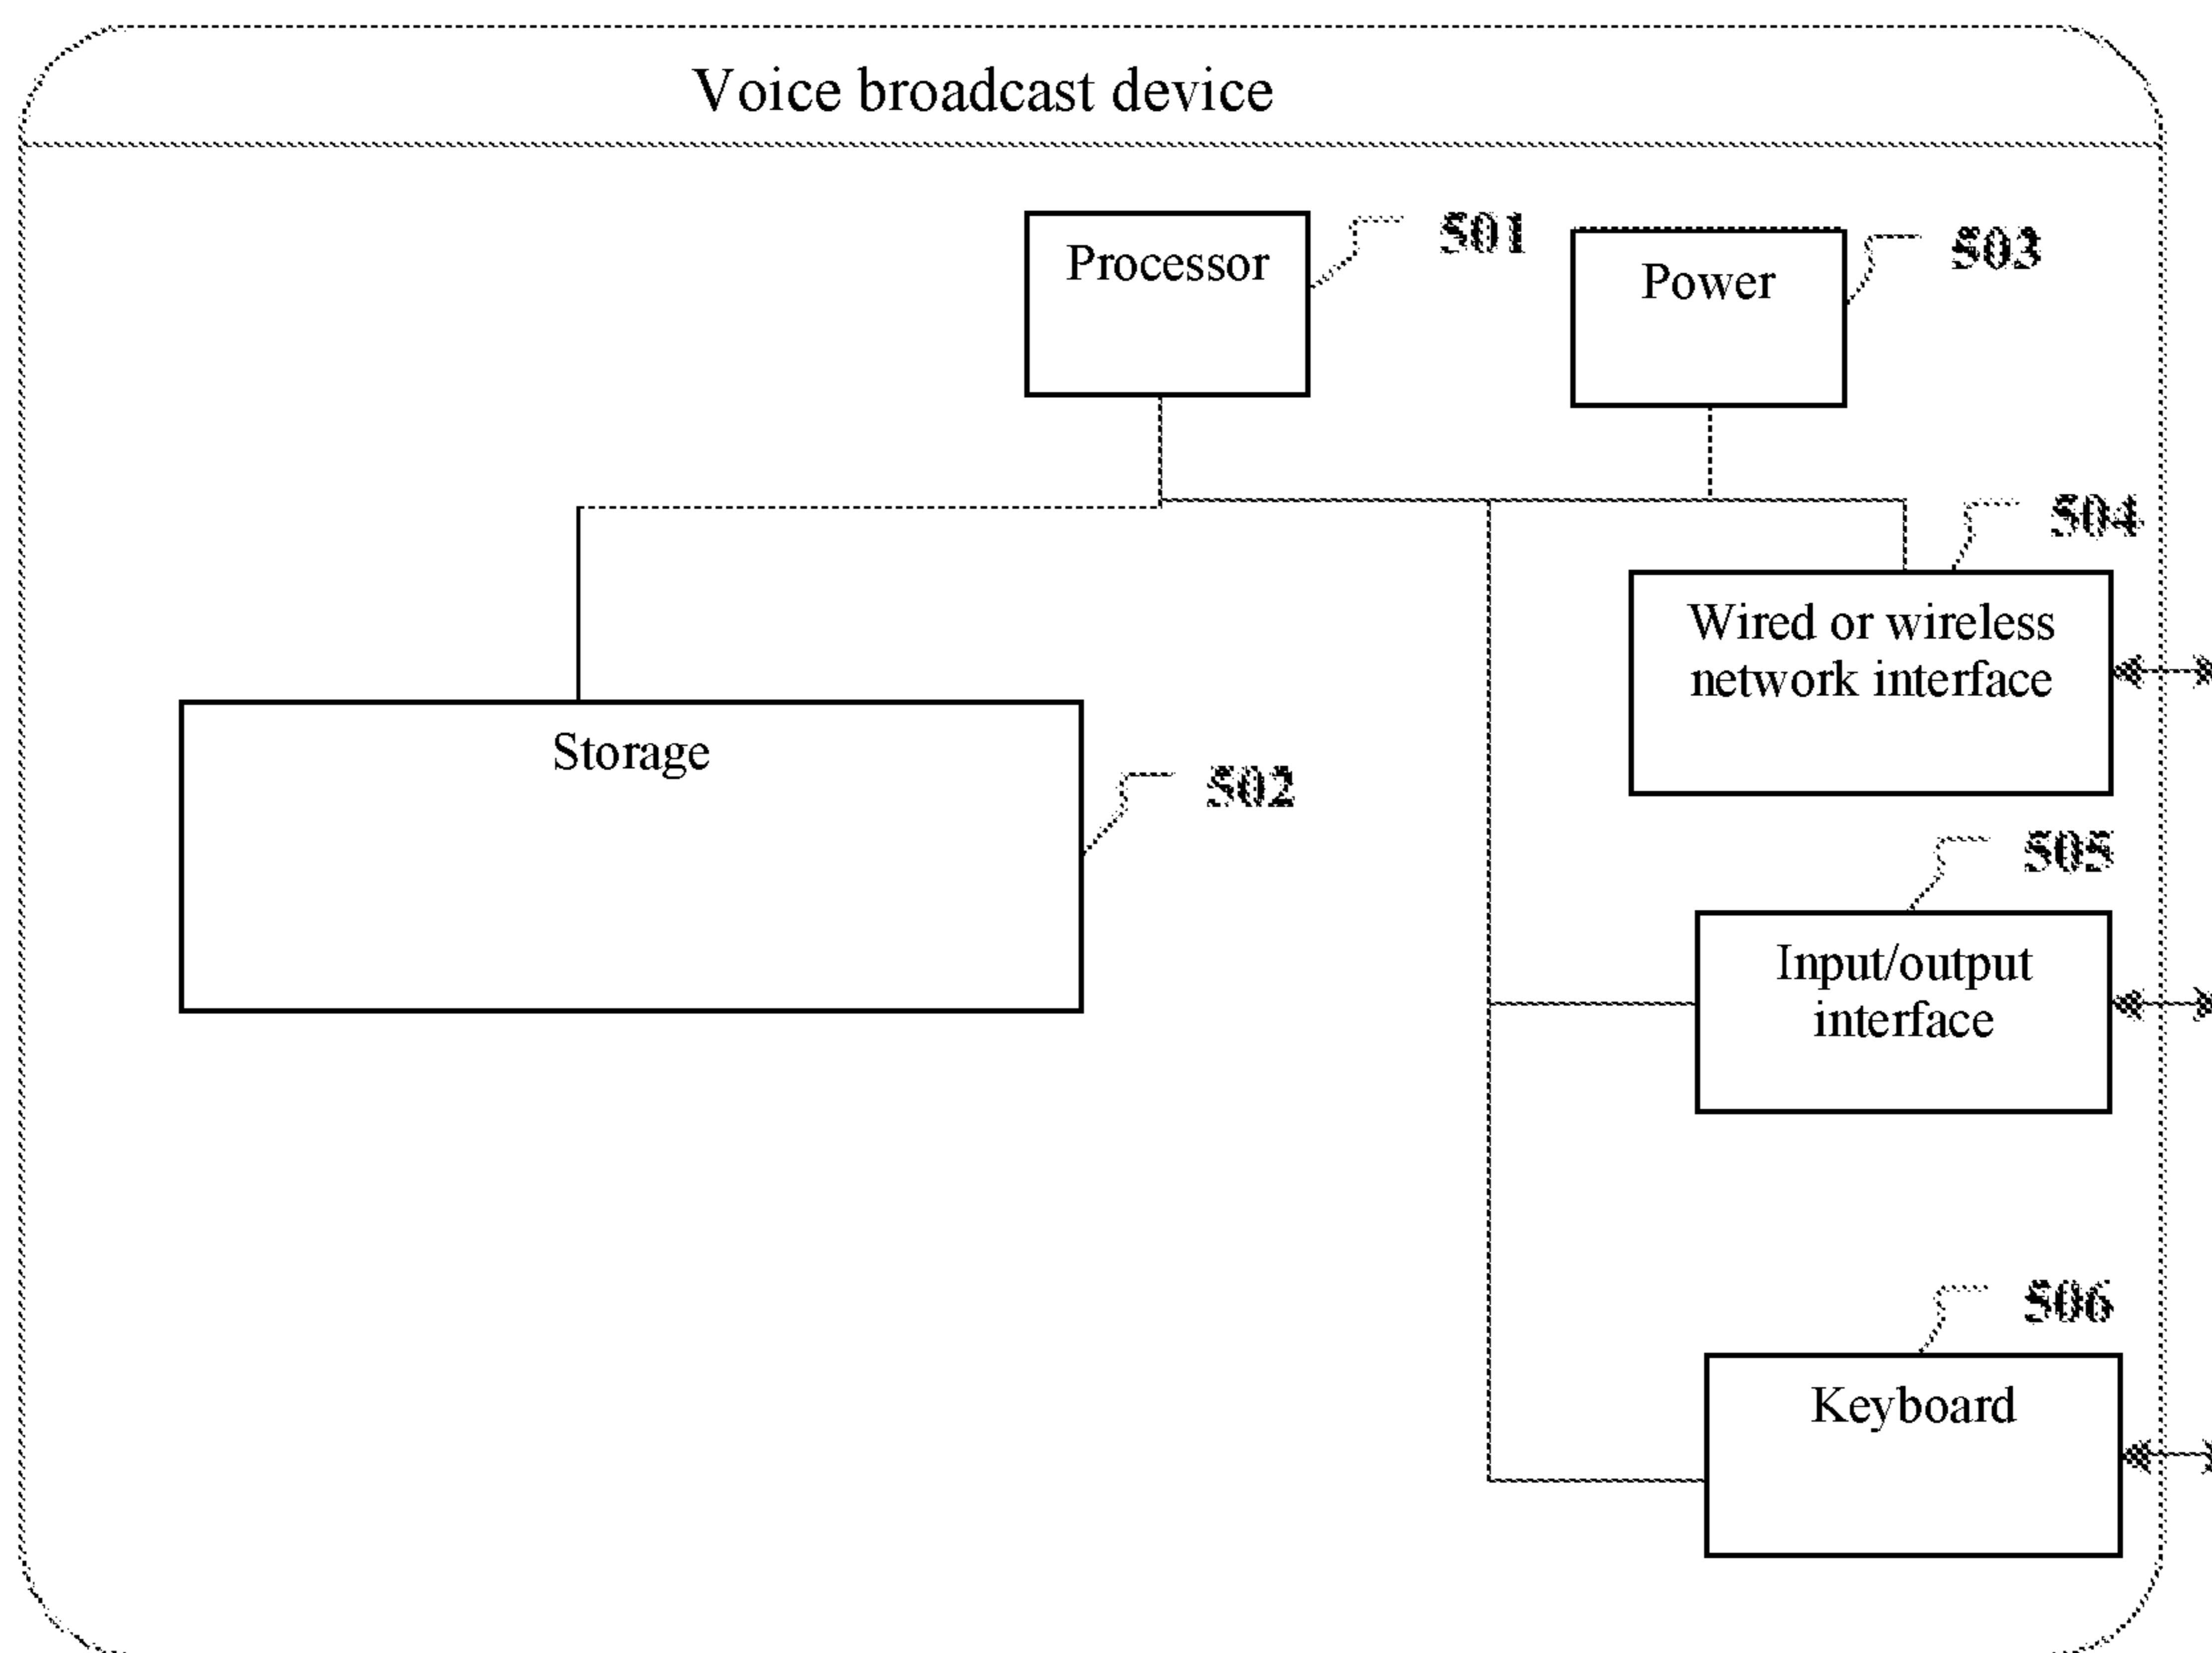 Voice broadcast device
Processor
501
Power
503
504
Wired or wireless
network interface
Storage
502
505
Input/output
interface
506
Keyboard